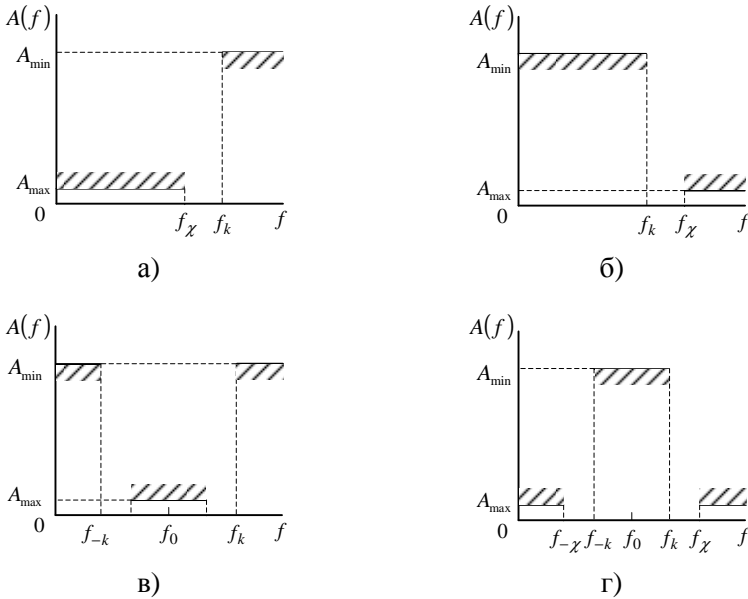 A(f)
A_min
A_max
0
f_χ
f_k
f
а)
A(f)
A_min
A_max
0
f_k
f_χ
f
б)
A(f)
A_min
A_max
0
f_{-k}
f_0
f_k
f
в)
A(f)
A_min
A_max
0
f_{-χ}
f_{-k}
f_0
f_k
f_χ
f
г)